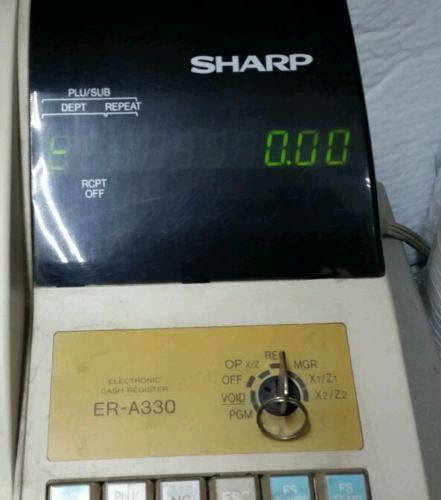 SHARP
PLU/SUB
DEPT REPEAT
0.00
RCPT
OFF
REG
OP X/Z MGR
OFF X1/Z1
VOID X2/Z2
PGM
ELECTRONIC
CASH REGISTER
ER-A330